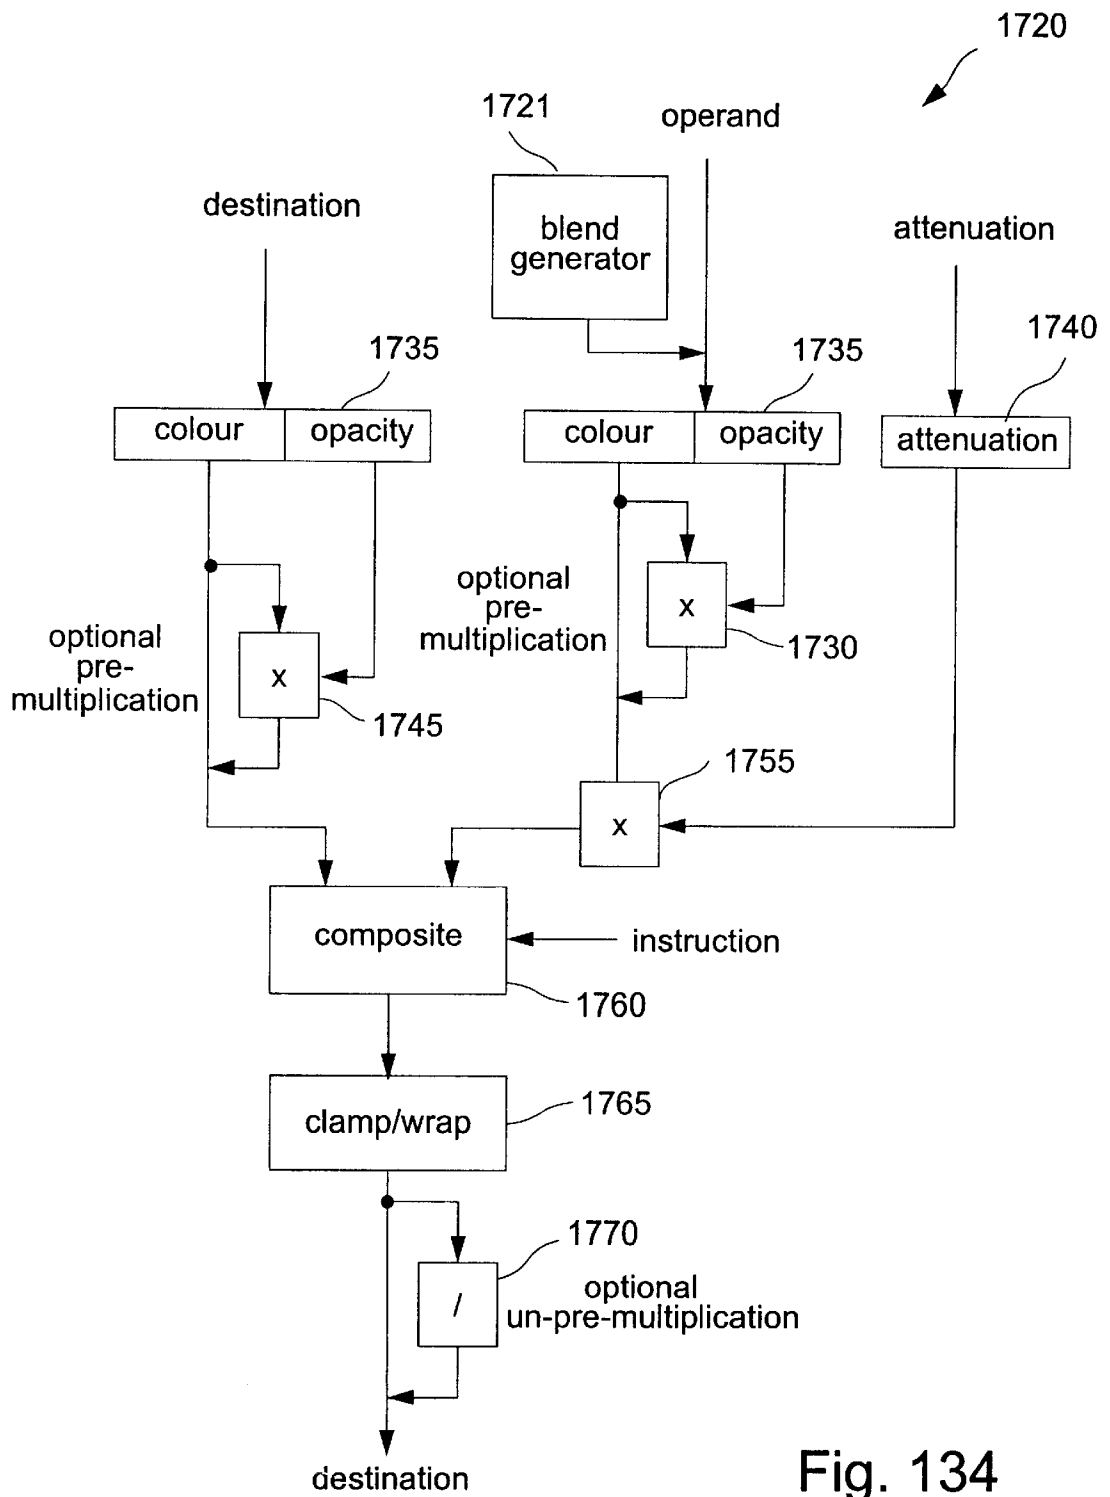 1720
1721
operand
destination
blend
generator
attenuation
1735
1735
1740
colour
opacity
colour
opacity
attenuation
optional
pre-
multiplication
x
1730
optional
pre-
multiplication
x
1745
1755
x
composite
instruction
1760
clamp/wrap
1765
1770
/
optional
un-pre-multiplication
destination
Fig. 134